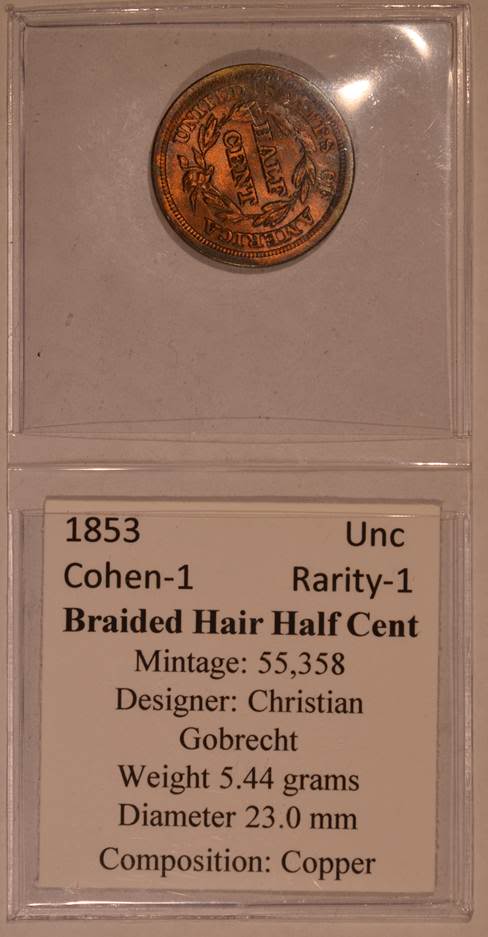 UNITED STATES OF AMERICA
HALF
CENT
1853 Unc
Cohen-1 Rarity-1
Braided Hair Half Cent
Mintage: 55,358
Designer: Christian
Gobrecht
Weight 5.44 grams
Diameter 23.0 mm
Composition: Copper